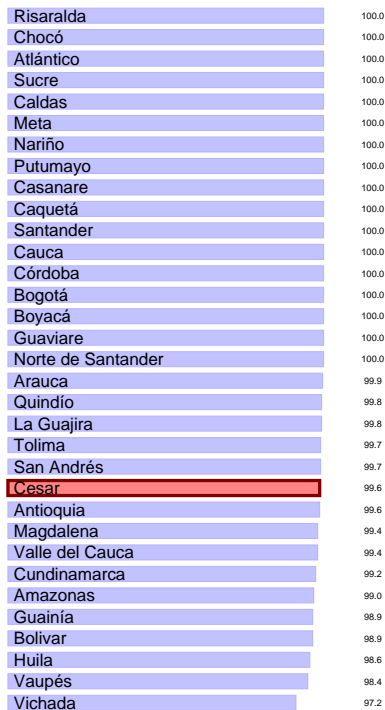 Risaralda 100.0
Chocó 100.0
Atlántico 100.0
Sucre 100.0
Caldas 100.0
Meta 100.0
Nariño 100.0
Putumayo 100.0
Casanare 100.0
Caquetá 100.0
Santander 100.0
Cauca 100.0
Córdoba 100.0
Bogotá 100.0
Boyacá 100.0
Guaviare 100.0
Norte de Santander 100.0
Arauca 99.9
Quindío 99.8
La Guajira 99.8
Tolima 99.7
San Andrés 99.7
Cesar 99.6
Antioquia 99.6
Magdalena 99.4
Valle del Cauca 99.4
Cundinamarca 99.2
Amazonas 99.0
Guainía 98.9
Bolivar 98.9
Huila 98.6
Vaupés 98.4
Vichada 97.2